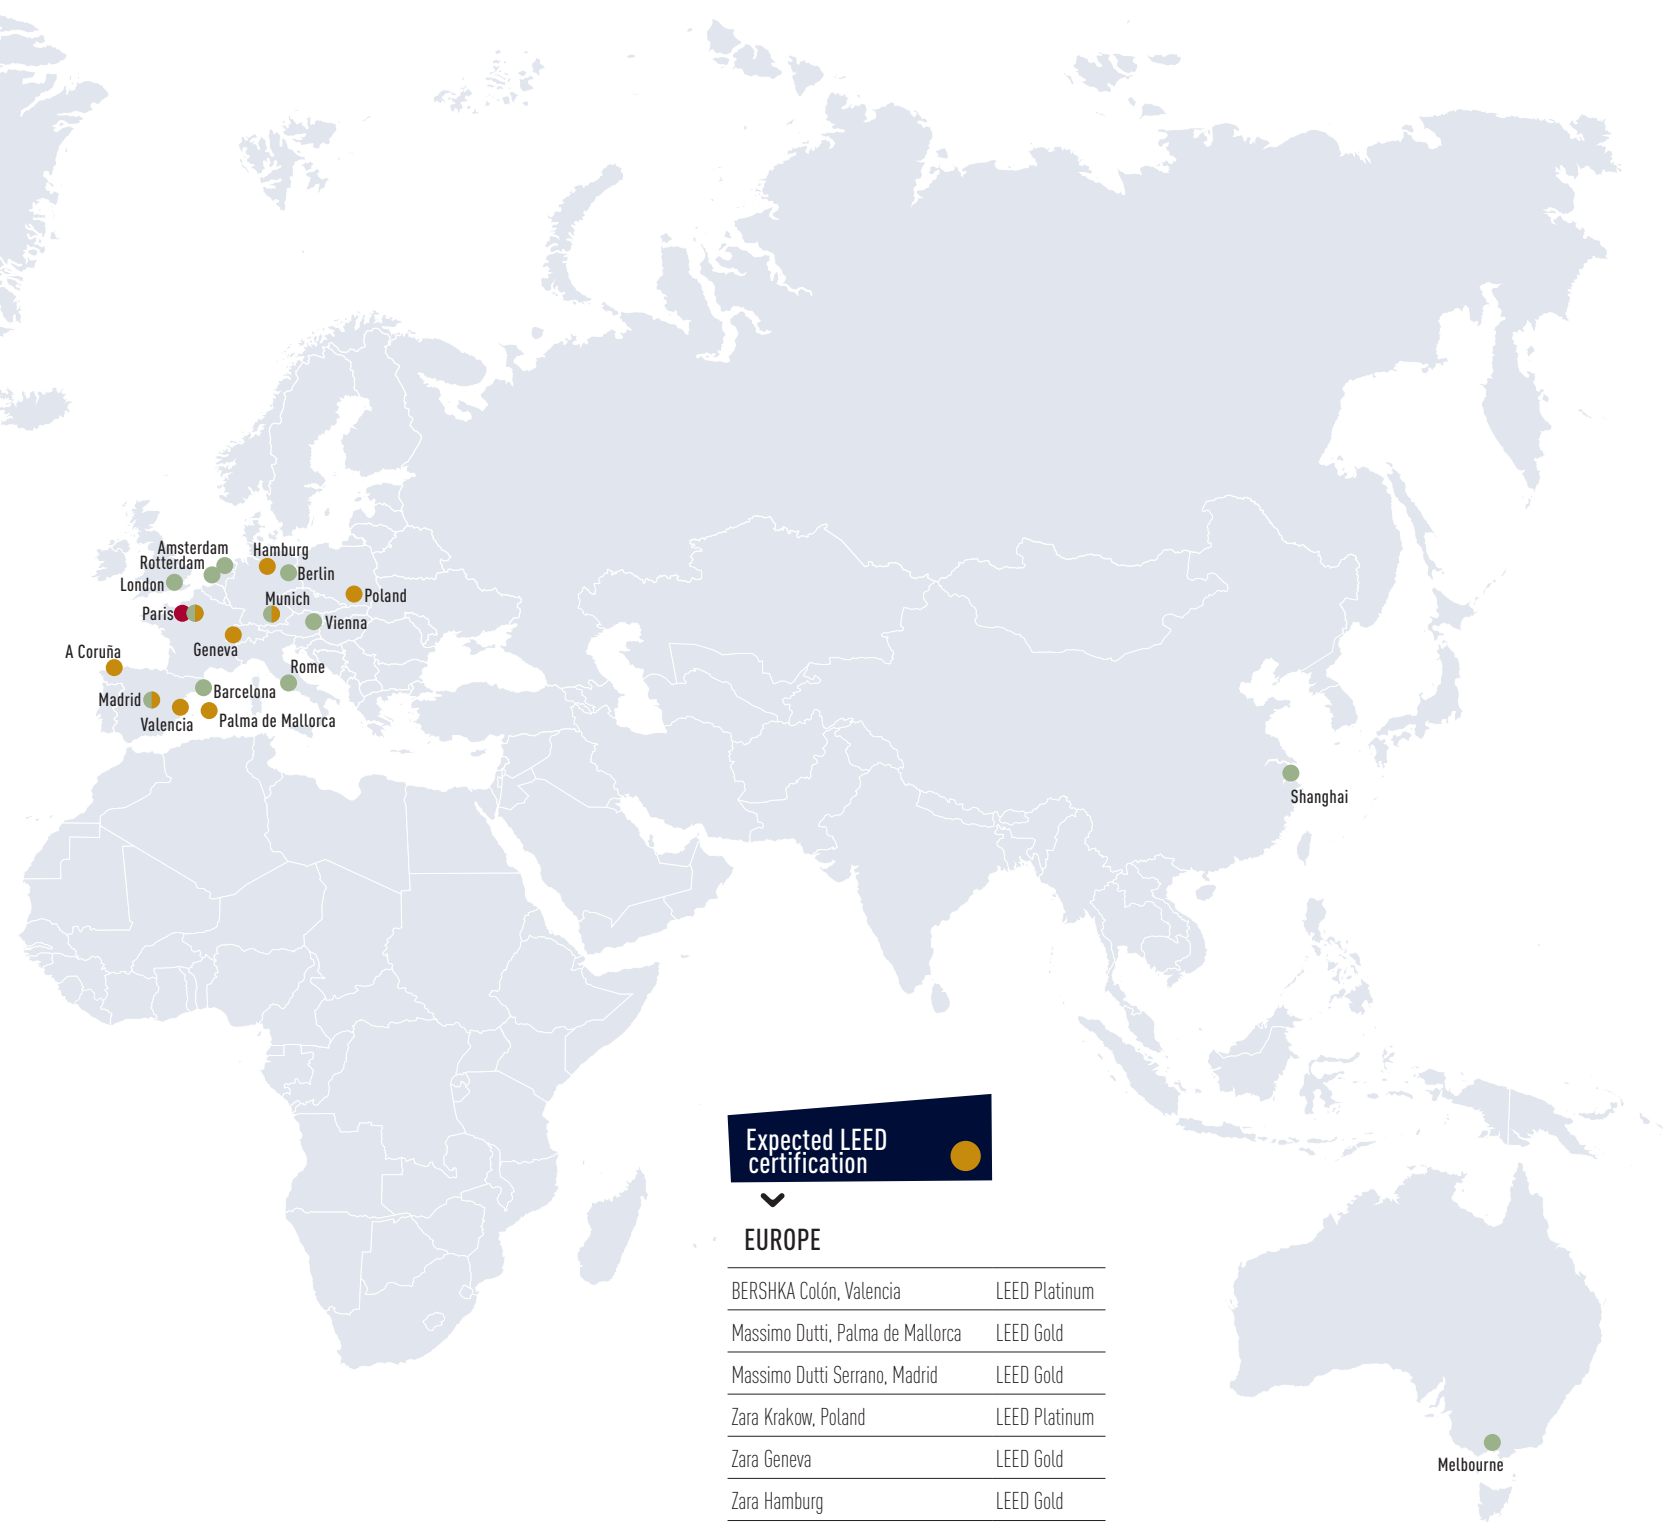 Amsterdam
Hamburg
Rotterdam
Berlin
London
Poland
Munich
Paris
Vienna
Geneva
A Coruña
Rome
Barcelona
Madrid
Palma de Mallorca
Valencia
Shanghai
Expected LEED
certification
EUROPE
BERSHKA Colón, Valencia LEED Platinum
Massimo Dutti, Palma de Mallorca LEED Gold
Massimo Dutti Serrano, Madrid LEED Gold
Zara Krakow, Poland LEED Platinum
Zara Geneva LEED Gold
Melbourne
Zara Hamburg LEED Gold